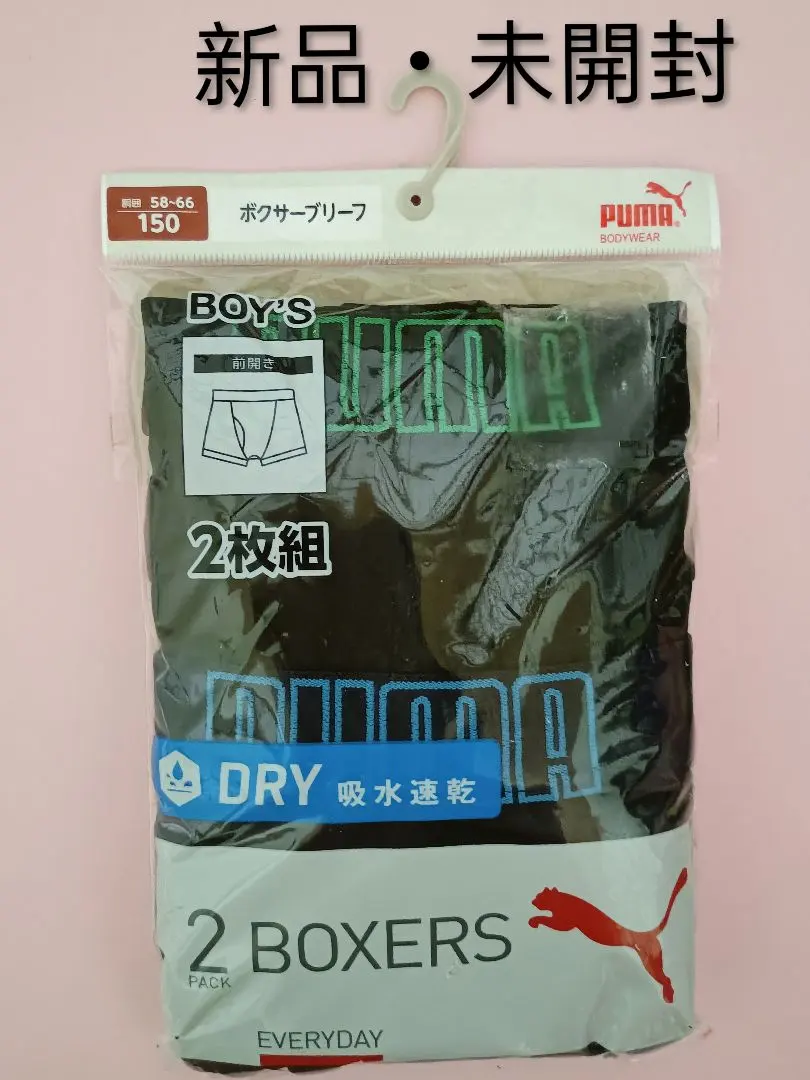 新品・未開封
胴囲 58~66
150
ボクサーブリーフ
PUMA®
BODYWEAR
BOY'S
前開き
PUMA
2枚組
PUMA
DRY 吸水速乾
2 BOXERS
PACK
EVERYDAY